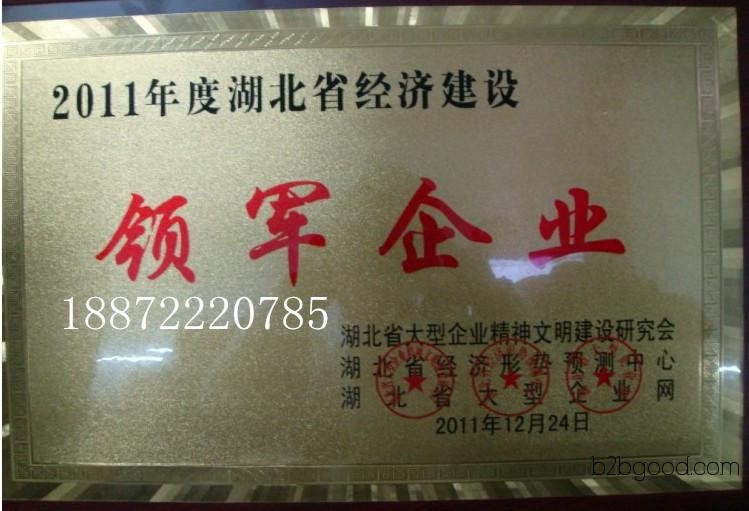 2011年度湖北省经济建设
领军企业
18872220785
湖北省大型企业精神文明建设研究会
湖北省经济形势预测中心
湖北省大型企业网
2011年12月24日
b2bgood.com